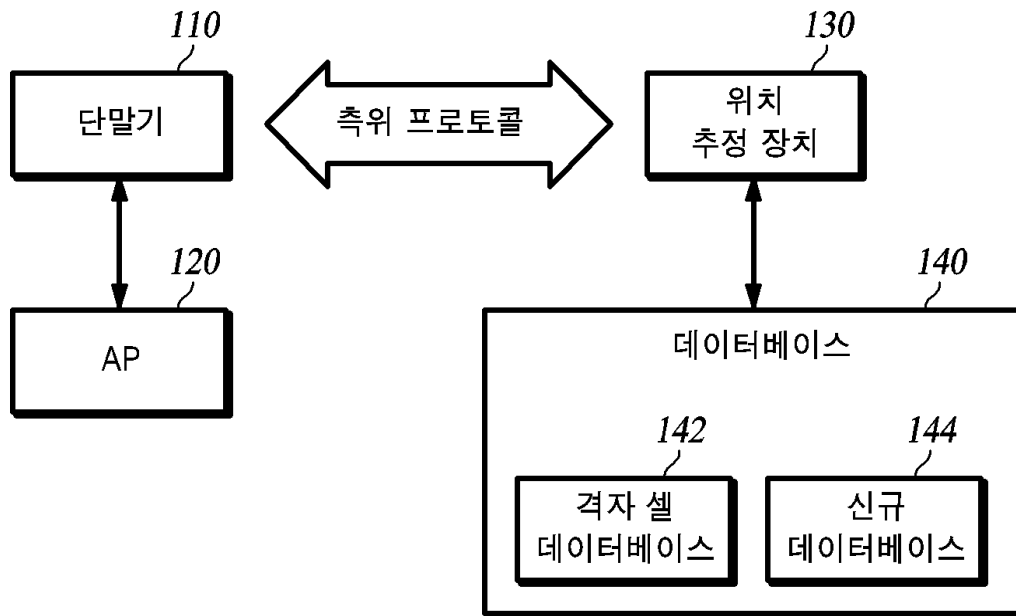 110
단말기
측위 프로토콜
130
위치
추정 장치
120
AP
140
데이터베이스
142
격자 셀
데이터베이스
144
신규
데이터베이스